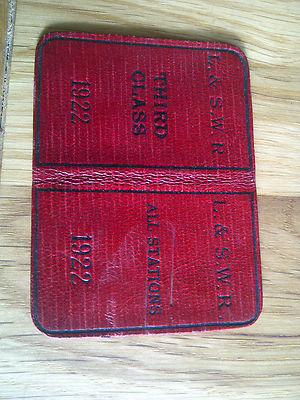 L. & S. W. R.
THIRD
CLASS
1922
L. & S. W. R
ALL STATIONS
1922